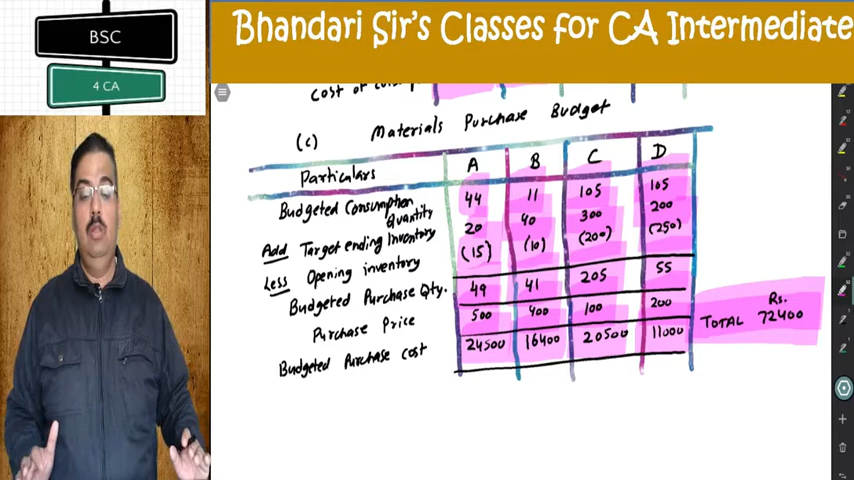 BSC
4 CA
Bhandari Sir's Classes for CA Intermediate
cost of
(c) Materials Purchase Budget
Particulars A B C D
Budgeted Consumption Quantity 44 11 105 105
Add Target ending Inventory 20 40 300 200
Less Opening inventory (15) (10) (200) (250)
Budgeted Purchase Qty. 49 41 205 55
Purchase Price 500 400 100 200
Budgeted Purchase cost 24500 16400 20500 11000
Rs.
TOTAL 72400